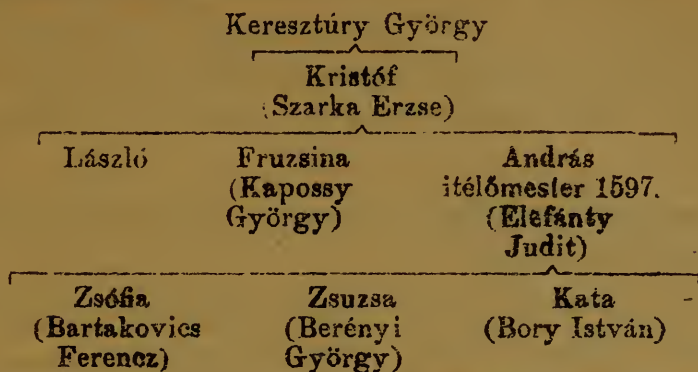 Keresztúry György
Kristóf
(Szarka Erzse)
László Fruzsina András
(Kapossy itélőmester 1597.
György) (Elefánty
Judit)
Zsófia Zsuzsa Kata
(Bartakovics (Berényi (Bory István)
Ferencz) György)